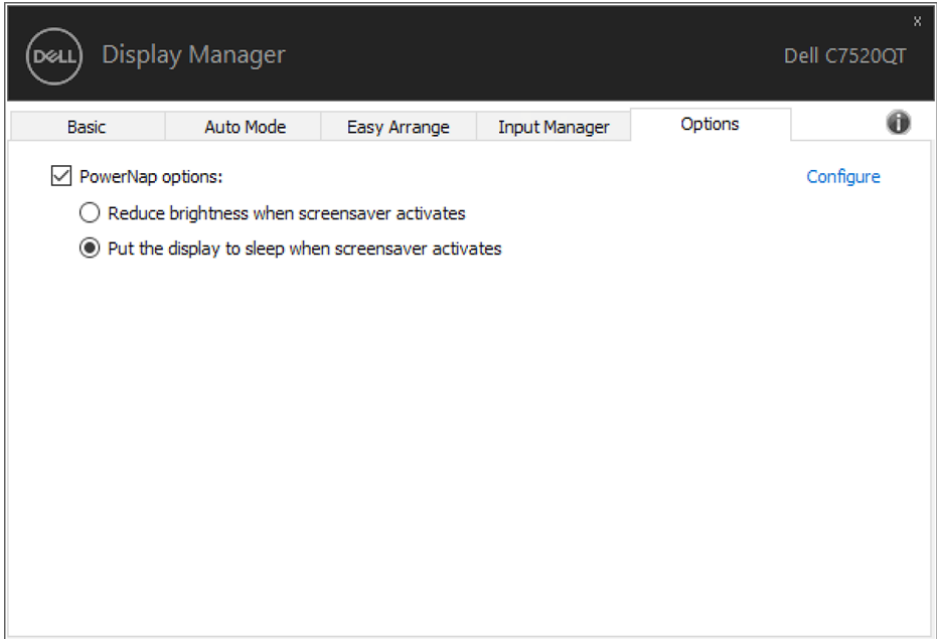 x
DELL Display Manager
Dell C7520QT
Basic Auto Mode Easy Arrange Input Manager Options i
PowerNap options: Configure
Reduce brightness when screensaver activates
Put the display to sleep when screensaver activates